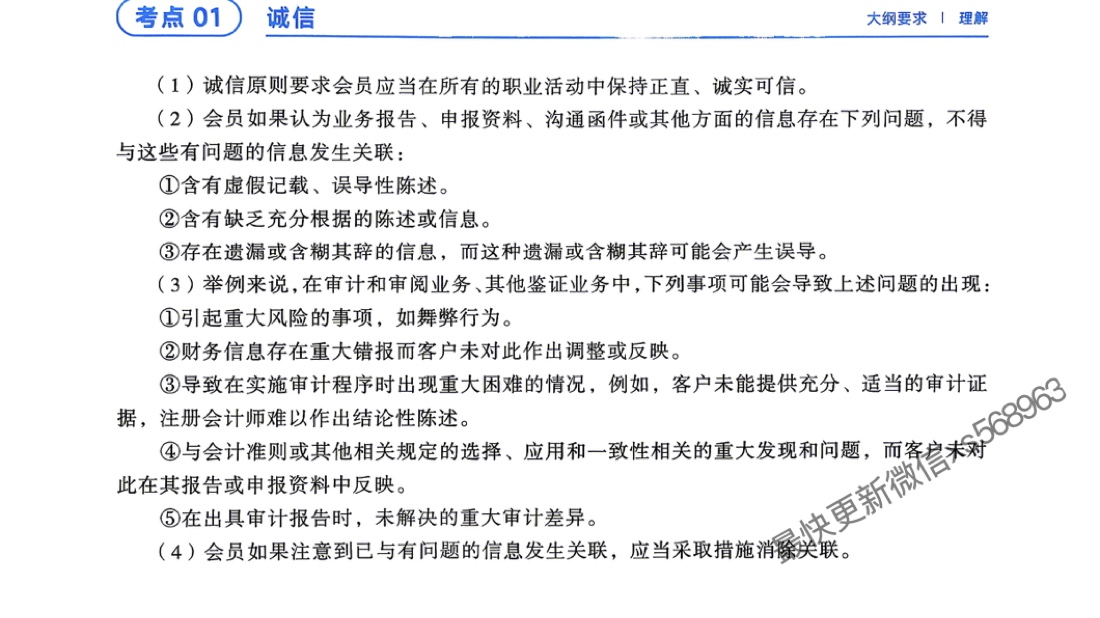 考点 01 诚信 大纲要求 | 理解
（1）诚信原则要求会员应当在所有的职业活动中保持正直、诚实可信。
（2）会员如果认为业务报告、申报资料、沟通函件或其他方面的信息存在下列问题，不得
与这些有问题的信息发生关联：
①含有虚假记载、误导性陈述。
②含有缺乏充分根据的陈述或信息。
③存在遗漏或含糊其辞的信息，而这种遗漏或含糊其辞可能会产生误导。
（3）举例来说，在审计和审阅业务、其他鉴证业务中，下列事项可能会导致上述问题的出现：
①引起重大风险的事项，如舞弊行为。
②财务信息存在重大错报而客户未对此作出调整或反映。
③导致在实施审计程序时出现重大困难的情况，例如，客户未能提供充分、适当的审计证
据，注册会计师难以作出结论性陈述。
④与会计准则或其他相关规定的选择、应用和一致性相关的重大发现和问题，而客户未对
此在其报告或申报资料中反映。
⑤在出具审计报告时，未解决的重大审计差异。
（4）会员如果注意到已与有问题的信息发生关联，应当采取措施消除关联。
最快更新微信xs568963